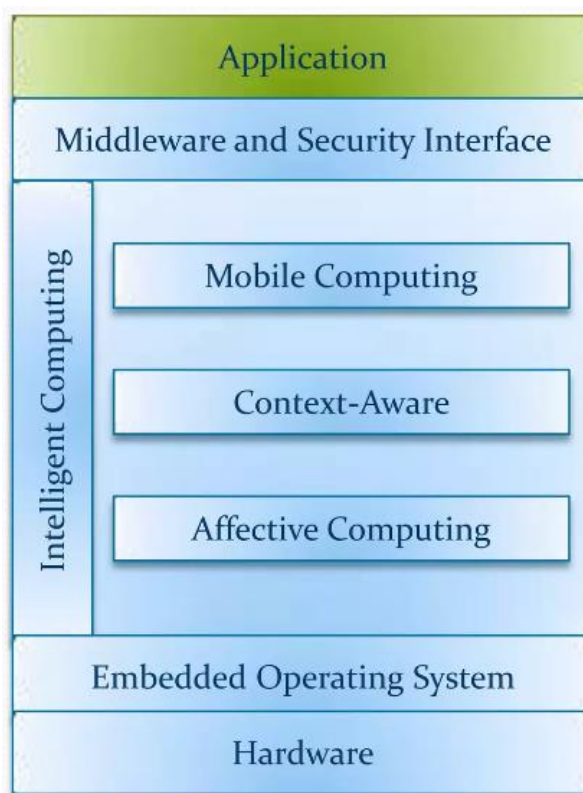 Application
Middleware and Security Interface
Intelligent Computing
Mobile Computing
Context-Aware
Affective Computing
Embedded Operating System
Hardware